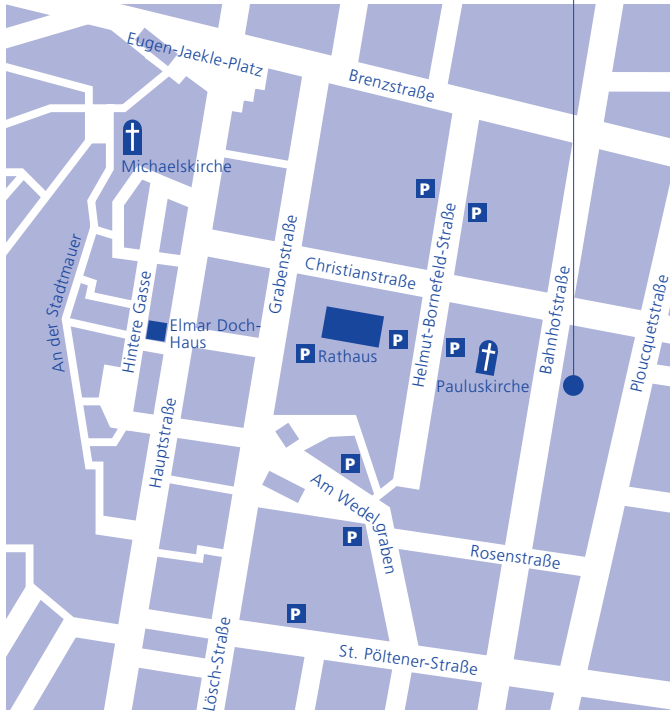 Eugen-Jaekle-Platz
Brenzstraße
Michaelskirche
P
P
An der Stadtmauer
Hintere Gasse
Grabenstraße
Christianstraße
Helmut-Bornefeld-Straße
Bahnhofstraße
Ploucquetstraße
Elmar Doch-
Haus
P
Rathaus
P
P
Pauluskirche
Hauptstraße
P
Am Wedelgraben
P
Rosenstraße
P
Lösch-Straße
St. Pöltener-Straße